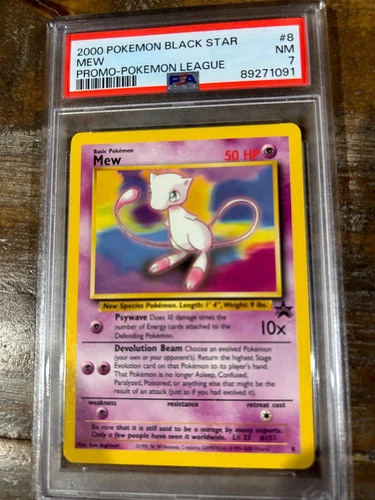 2000 POKEMON BLACK STAR #8
MEW NM
PROMO-POKEMON LEAGUE 7
PSA 89271091
Basic Pokémon
Mew 50 HP
New Species Pokémon. Length: 1' 4", Weight: 9 lbs.
Psywave Does 10 damage times the
number of Energy cards attached to the
Defending Pokémon.
10x
Devolution Beam Choose an evolved Pokémon
(your own or your opponent's). Return the highest Stage
Evolution card on that Pokémon to its player's hand.
That Pokémon is no longer Asleep, Confused,
Paralyzed, Poisoned, or anything else that might be the
result of an attack (just as if you had evolved it).
weakness resistance retreat cost
So rare that it is still said to be a mirage by many experts.
Only a few people have seen it worldwide. LV. 23 #151
8